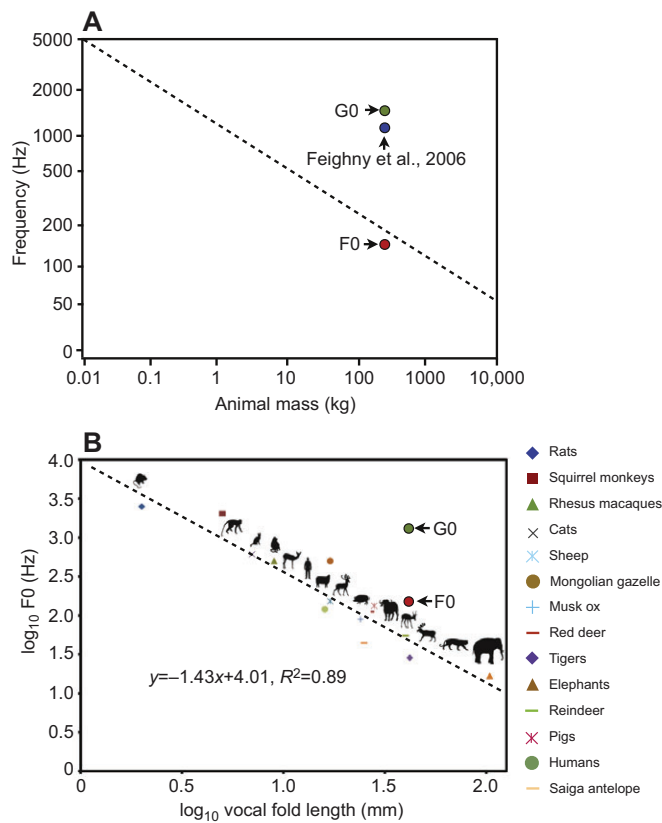 A
5000
2000
1000
500
200
100
50
0
Frequency (Hz)
G0
Feighny et al., 2006
F0
0.01 0.1 1 10 100 1000 10,000
Animal mass (kg)
B
4.0
3.5
3.0
2.5
2.0
1.5
1.0
0.5
0
log10 F0 (Hz)
G0
F0
y=–1.43x+4.01, R²=0.89
0 0.5 1.0 1.5 2.0
log10 vocal fold length (mm)
Rats
Squirrel monkeys
Rhesus macaques
Cats
Sheep
Mongolian gazelle
Musk ox
Red deer
Tigers
Elephants
Reindeer
Pigs
Humans
Saiga antelope